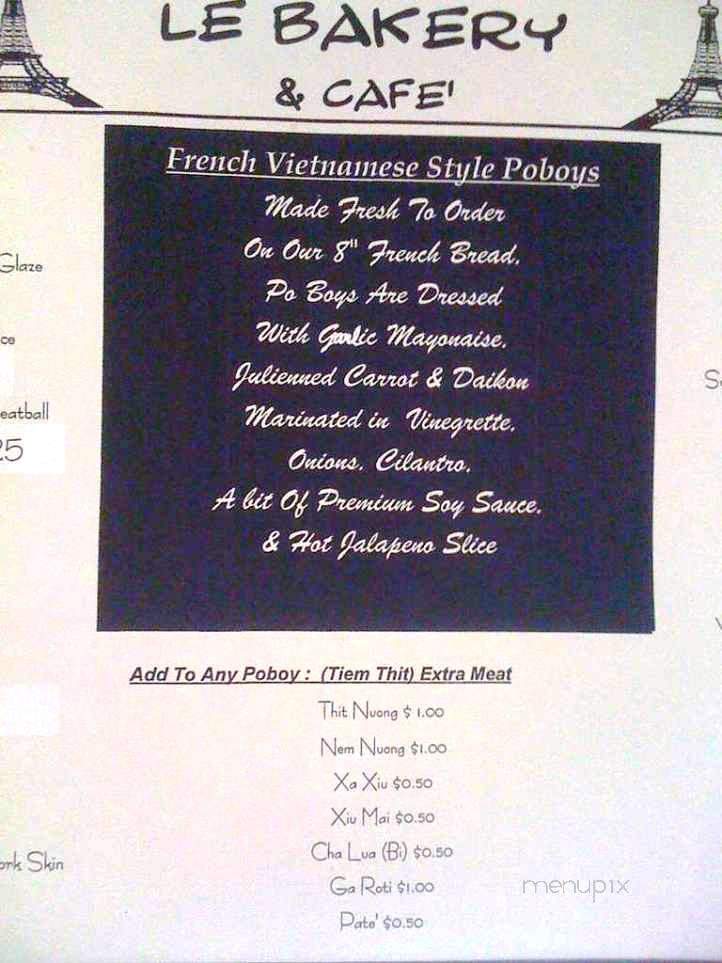 LE BAKERY
& CAFE'
French Vietnamese Style Poboys
Made Fresh To Order
On Our 8" French Bread,
Po Boys Are Dressed
With Garlic Mayonaise,
Julienned Carrot & Daikon
Marinated in Vinegrette,
Onions, Cilantro,
A bit Of Premium Soy Sauce,
& Hot Jalapeno Slice
Glaze
ce
eatball
25
ork Skin
Add To Any Poboy : (Tiem Thit) Extra Meat
Thit Nuong $ 1.00
Nem Nuong $1.00
Xa Xiu $0.50
Xiu Mai $0.50
Cha Lua (Bi) $0.50
Ga Roti $1.00
Pate' $0.50
menupix